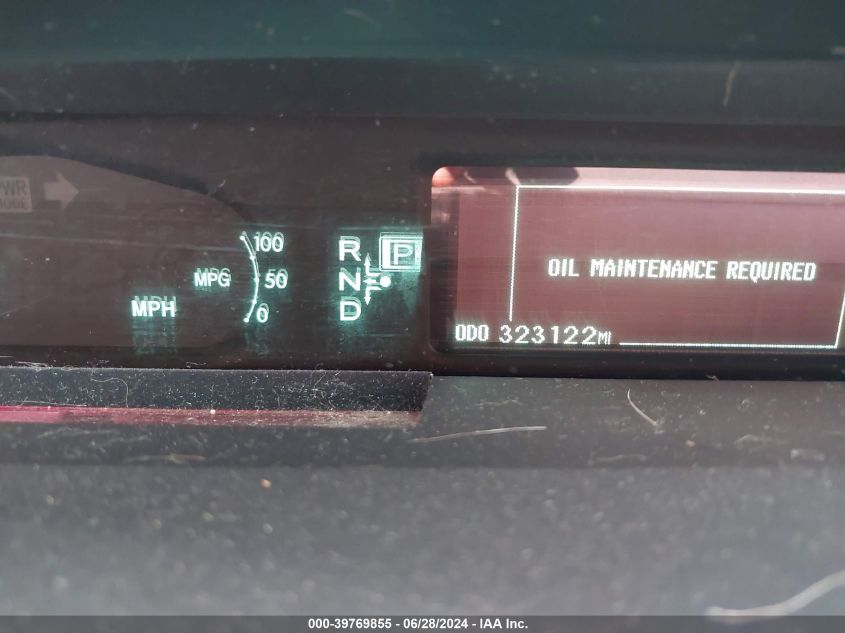 PWR
MODE
MPH
MPG
100
50
0
R
N
D
P
OIL MAINTENANCE REQUIRED
ODO 323122MI
000-39769855 / 06/28/2024 - IAA Inc.